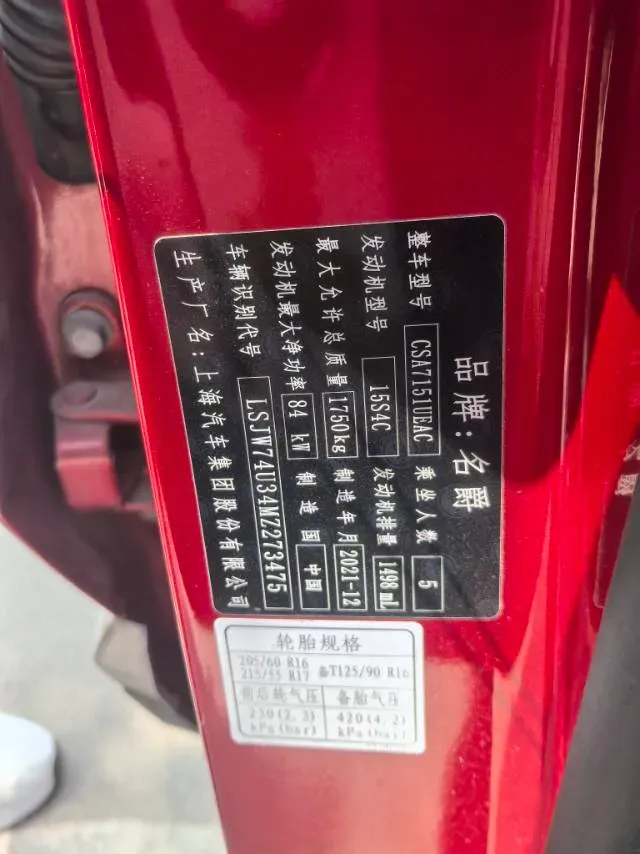 品牌:名爵
整车型号 CSA7151UEAC 乘坐人数 5
发动机型号 15S4C 发动机排量 1498 mL
最大允许总质量 1750kg 制造年月 2021-12
发动机最大净功率 84 kW 制造国 中国
车辆识别代号 LSJW74U34MZ273475
生产厂名:上海汽车集团股份有限公司
轮胎规格
205/60 R16
215/55 R17 备T125/90 R16
前后轮气压 备胎气压
230(2.3) 420(4.2)
kPa(bar) kPa(bar)